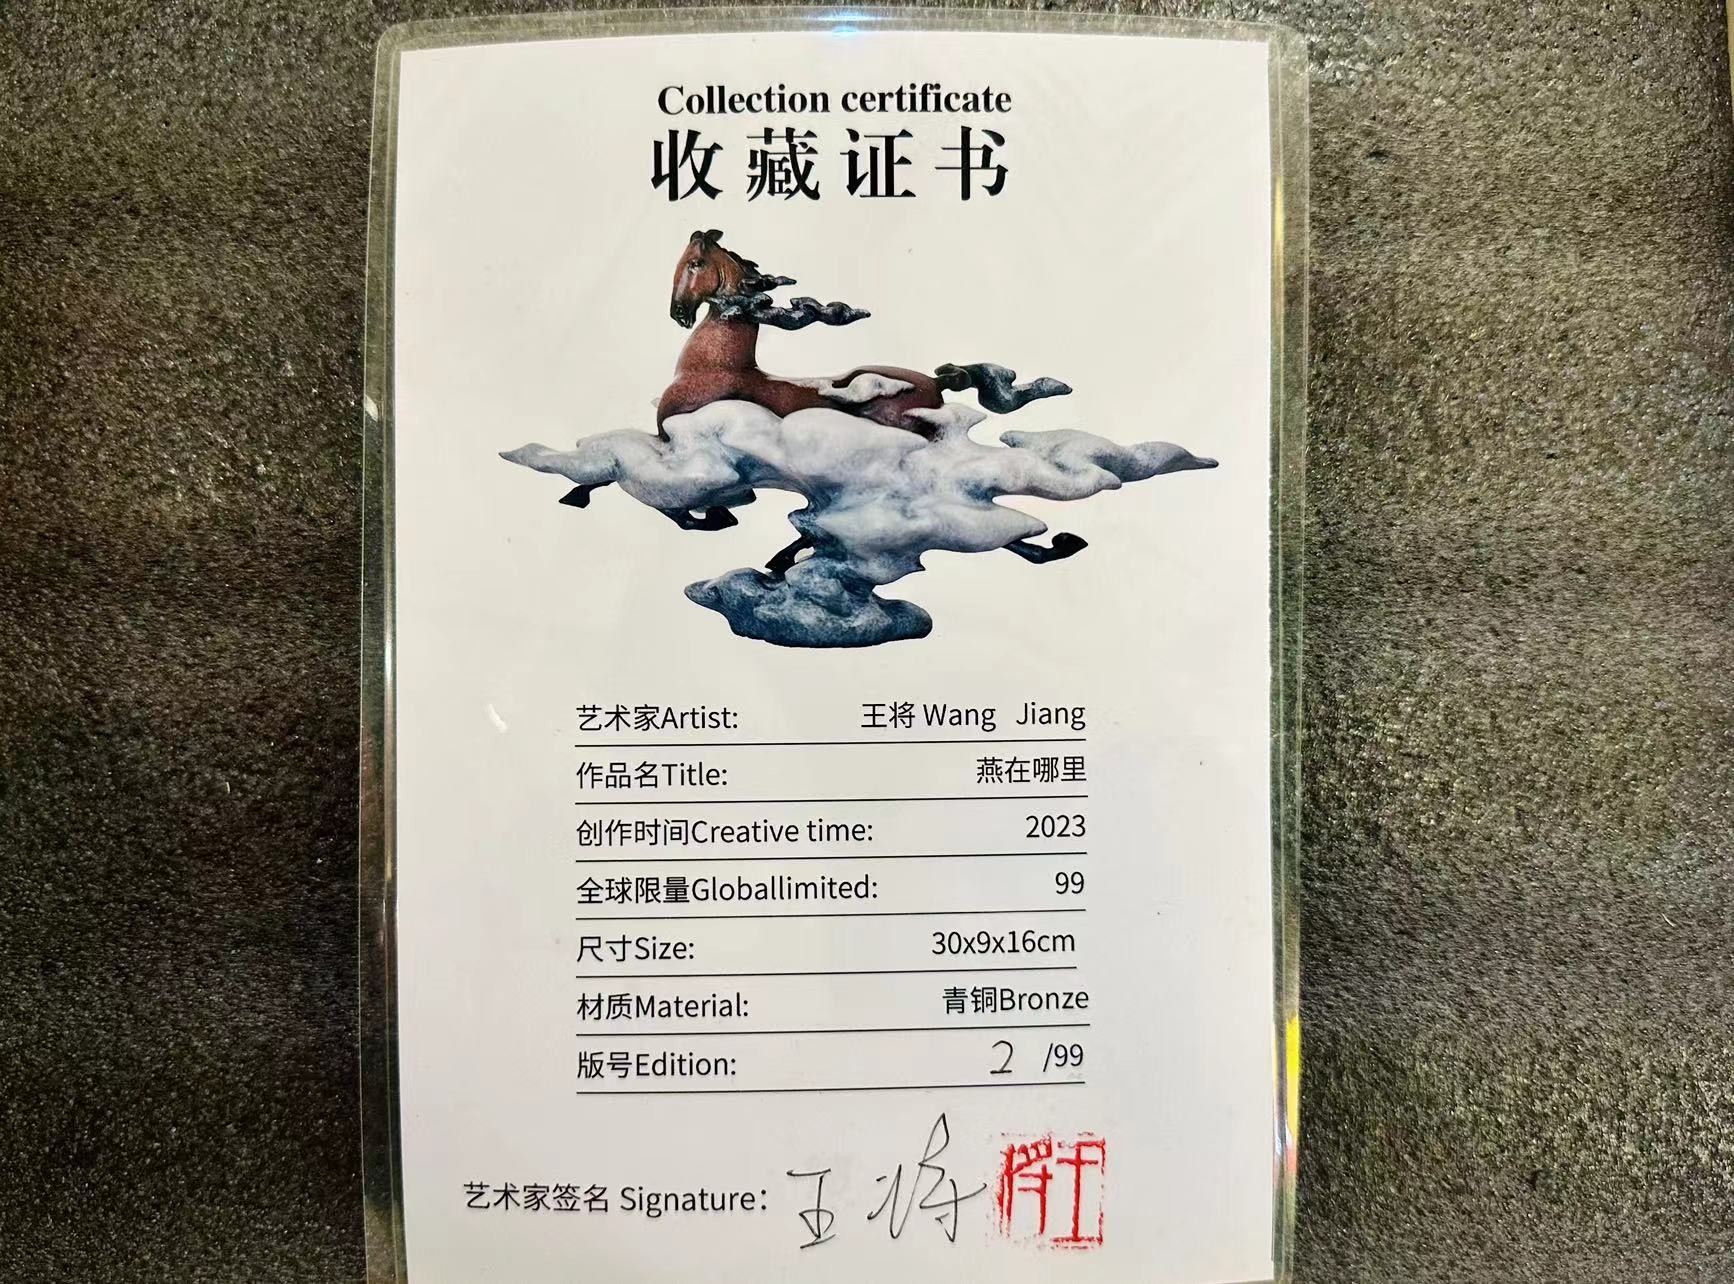 Collection certificate
收藏证书
艺术家Artist: 王将 Wang Jiang
作品名Title: 燕在哪里
创作时间Creative time: 2023
全球限量Globallimited: 99
尺寸Size: 30x9x16cm
材质Material: 青铜Bronze
版号Edition: 2 /99
艺术家签名 Signature: 王将 王将